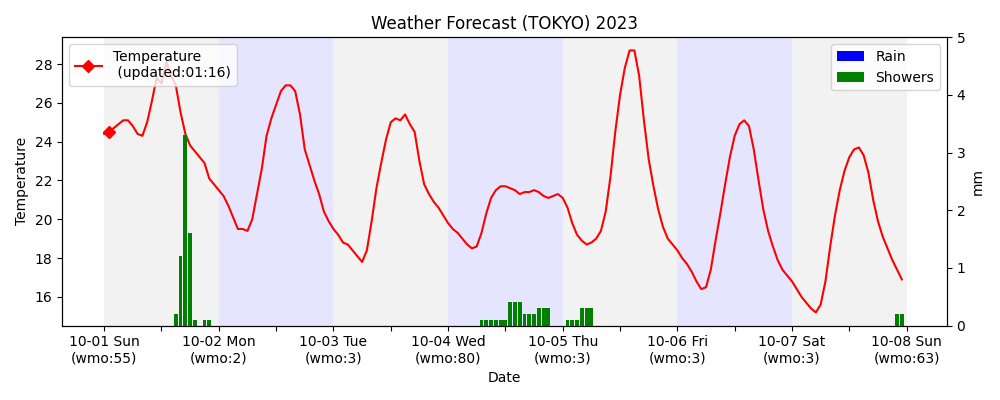 Weather Forecast (TOKYO) 2023
Temperature
(updated:01:16)
Rain
Showers
Temperature
28
26
24
22
20
18
16
mm
5
4
3
2
1
0
10-01 Sun
(wmo:55)
10-02 Mon
(wmo:2)
10-03 Tue
(wmo:3)
10-04 Wed
(wmo:80)
10-05 Thu
(wmo:3)
10-06 Fri
(wmo:3)
10-07 Sat
(wmo:3)
10-08 Sun
(wmo:63)
Date